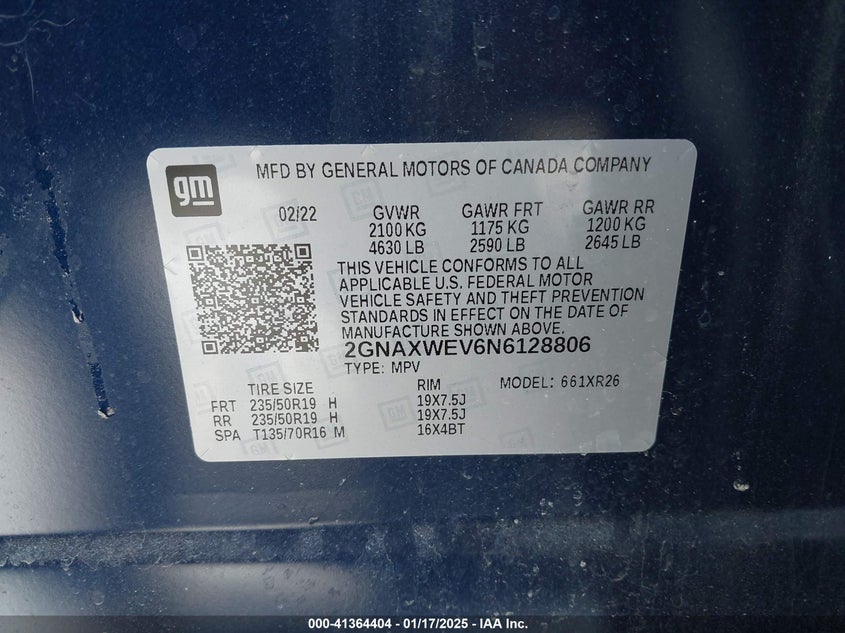 gm
MFD BY GENERAL MOTORS OF CANADA COMPANY
02/22 GVWR GAWR FRT GAWR RR
2100 KG 1175 KG 1200 KG
4630 LB 2590 LB 2645 LB
THIS VEHICLE CONFORMS TO ALL
APPLICABLE U.S. FEDERAL MOTOR
VEHICLE SAFETY AND THEFT PREVENTION
STANDARDS IN EFFECT ON THE DATE OF
MANUFACTURE SHOWN ABOVE.
2GNAXWEV6N6128806
TYPE: MPV
TIRE SIZE RIM MODEL: 661XR26
FRT 235/50R19 H 19X7.5J
RR 235/50R19 H 19X7.5J
SPA T135/70R16 M 16X4BT
000-41364404 - 01/17/2025 - IAA Inc.